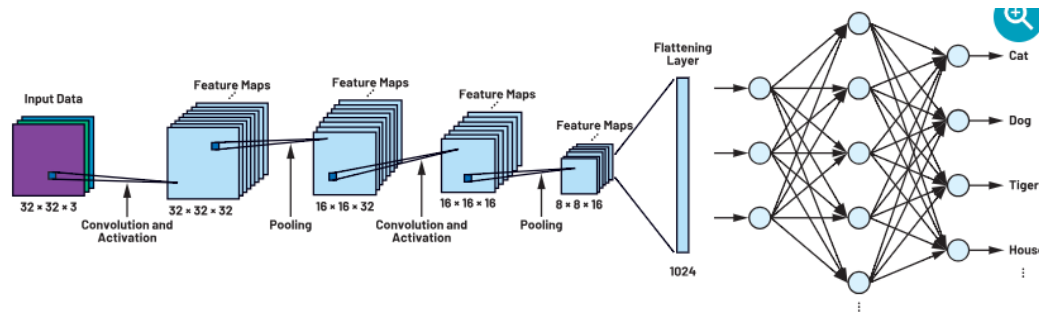 Input Data
32 × 32 × 3
Convolution and
Activation
Feature Maps
32 × 32 × 32
Pooling
Feature Maps
16 × 16 × 32
Convolution and
Activation
Feature Maps
16 × 16 × 16
Pooling
Feature Maps
8 × 8 × 16
Flattening
Layer
1024
Cat
Dog
Tiger
House